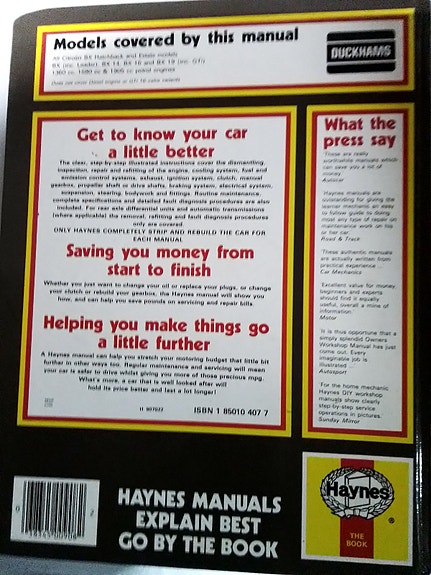 Models covered by this manual
All Citroën BX Hatchback and Estate models
BX (inc. Leader), BX 14, BX 16 and BX 19 (inc. GTi)
1360 cc, 1580 cc & 1905 cc petrol engines
Does not cover Diesel engine or GTi 16-valve variants
DUCKHAMS
Get to know your car
a little better
The clear, step-by-step illustrated instructions cover the dismantling,
inspection, repair and refitting of the engine, cooling system, fuel and
emission control systems, exhaust, ignition system, clutch, manual
gearbox, propeller shaft or drive shafts, braking system, electrical system,
suspension, steering, bodywork and fittings. Routine maintenance,
complete specifications and detailed fault diagnosis procedures are also
included. For rear axle differential units and automatic transmissions
(where applicable) the removal, refitting and fault diagnosis procedures
only are covered
ONLY HAYNES COMPLETELY STRIP AND REBUILD THE CAR FOR
EACH MANUAL
Saving you money from
start to finish
Whether you just want to change your oil or replace your plugs, or change
your clutch or rebuild your gearbox, the Haynes manual will show you
how, and can help you save pounds on servicing and repair bills
Helping you make things go
a little further
A Haynes manual can help you stretch your motoring budget that little bit
further in other ways too. Regular maintenance and servicing will mean
your car is safer to drive whilst giving you more of those precious mpg.
What's more, a car that is well looked after will
hold its price better and last a lot longer!
ISBN 1 85010 407 7
What the
press say
'These are really
worthwhile manuals which
can save you a lot of
money
Autocar
'Haynes manuals are
outstanding for giving the
learner mechanic an easy
to follow guide to doing
most any type of repair or
maintenance work on his
or her car
Road & Track
'These authentic manuals
are actually written from
practical experience
Car Mechanics
'Excellent value for money
beginners and experts
should find it equally
useful, overall a mine of
information'
Motor
'It is thus opportune that a
simply splendid Owners
Workshop Manual has just
come out. Every
imaginable job is
illustrated
Autosport
'For the home mechanic
Haynes DIY workshop
manuals show clearly
step-by-step service
operations in pictures.'
Sunday Mirror
HAYNES MANUALS
EXPLAIN BEST
GO BY THE BOOK
Haynes
®
THE
BOOK